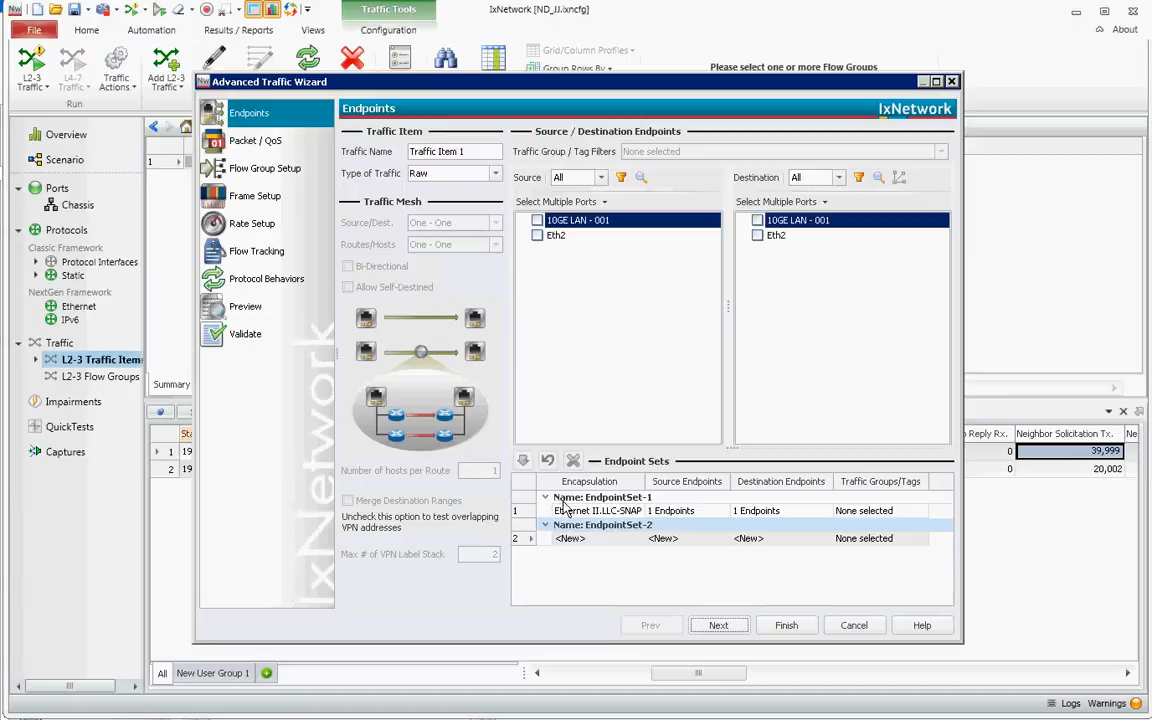 Traffic Tools
IxNetwork [ND_JJ.ixncfg]
File
Home
Automation
Results / Reports
Views
Configuration
About
L2-3 Traffic
L4-7 Traffic
Traffic Actions
Add L2-3 Traffic
Run
Grid/Column Profiles
Group Rows By
Please select one or more Flow Groups
Advanced Traffic Wizard
Overview
Scenario
Ports
Chassis
Protocols
Classic Framework
Protocol Interfaces
Static
NextGen Framework
Ethernet
IPv6
Traffic
L2-3 Traffic Item
L2-3 Flow Groups
Impairments
QuickTests
Captures
1
Summary
Sta
1 19
2 19
Endpoints
Packet / QoS
Flow Group Setup
Frame Setup
Rate Setup
Flow Tracking
Protocol Behaviors
Preview
Validate
IxNetwork
Endpoints
IxNetwork
Traffic Item
Traffic Name Traffic Item 1
Type of Traffic Raw
Traffic Mesh
Source/Dest. One - One
Routes/Hosts One - One
Bi-Directional
Allow Self-Destined
Number of hosts per Route 1
Merge Destination Ranges
Uncheck this option to test overlapping
VPN addresses
Max # of VPN Label Stack 2
Source / Destination Endpoints
Traffic Group / Tag Filters None selected
Source All
Destination All
Select Multiple Ports
Select Multiple Ports
10GE LAN - 001
10GE LAN - 001
Eth2
Eth2
Endpoint Sets
Encapsulation Source Endpoints Destination Endpoints Traffic Groups/Tags
Name: EndpointSet-1
1 Ethernet II.LLC-SNAP 1 Endpoints 1 Endpoints None selected
Name: EndpointSet-2
2 <New> <New> <New> None selected
Prev
Next
Finish
Cancel
Help
Reply Rx. Neighbor Solicitation Tx. Ne
0 39,999
0 20,002
All
New User Group 1
Logs
Warnings